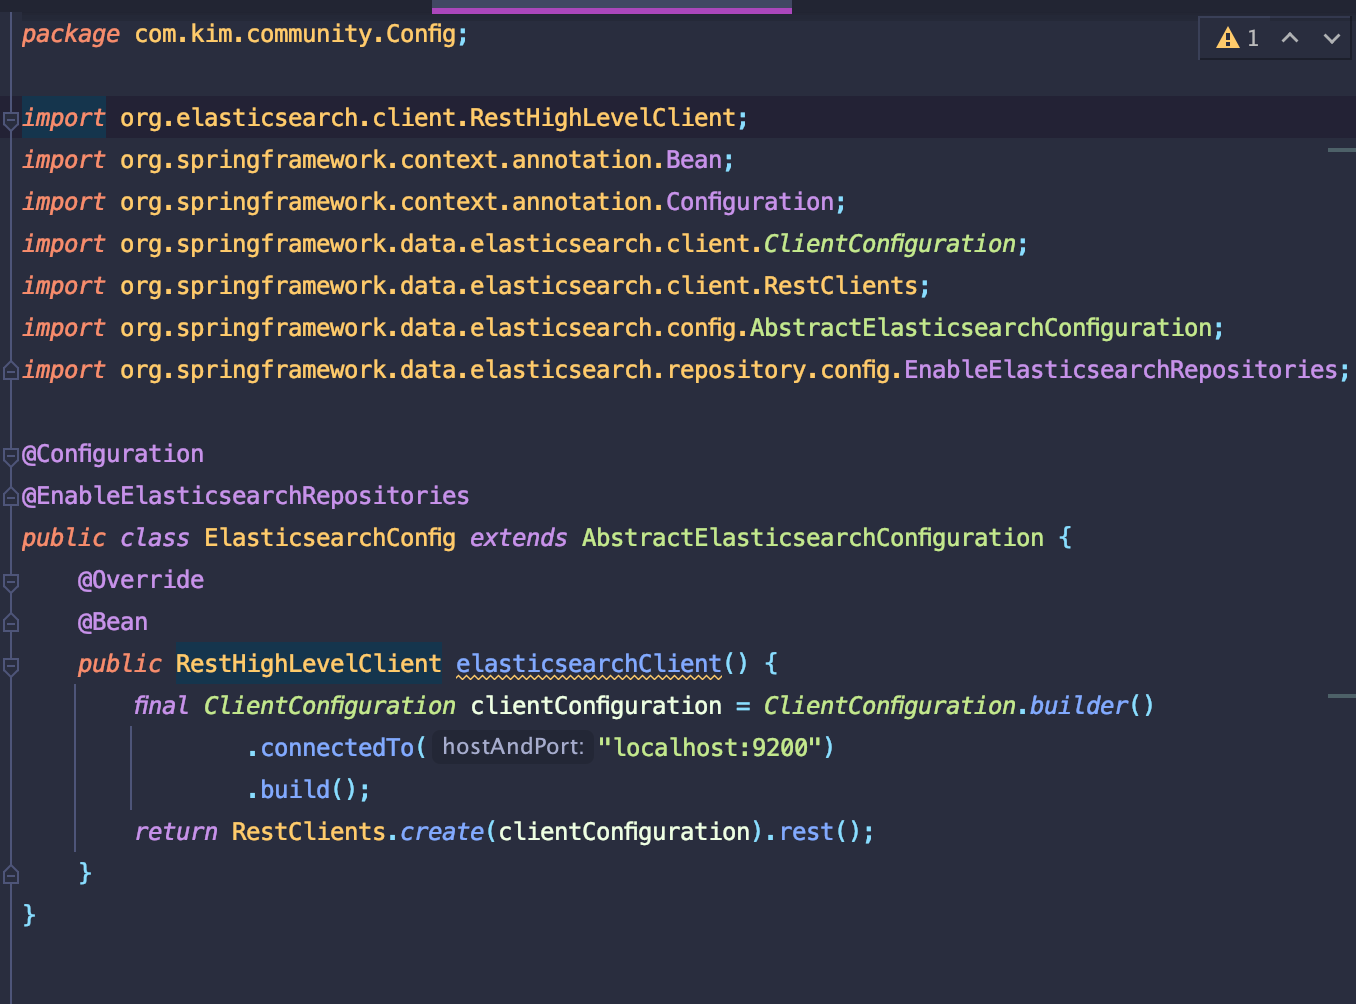 package com.kim.community.Config;
1
import org.elasticsearch.client.RestHighLevelClient;
import org.springframework.context.annotation.Bean;
import org.springframework.context.annotation.Configuration;
import org.springframework.data.elasticsearch.client.ClientConfiguration;
import org.springframework.data.elasticsearch.client.RestClients;
import org.springframework.data.elasticsearch.config.AbstractElasticsearchConfiguration;
import org.springframework.data.elasticsearch.repository.config.EnableElasticsearchRepositories;
@Configuration
@EnableElasticsearchRepositories
public class ElasticsearchConfig extends AbstractElasticsearchConfiguration {
@Override
@Bean
public RestHighLevelClient elasticsearchClient() {
final ClientConfiguration clientConfiguration = ClientConfiguration.builder()
.connectedTo( hostAndPort: "localhost:9200")
.build();
return RestClients.create(clientConfiguration).rest();
}
}